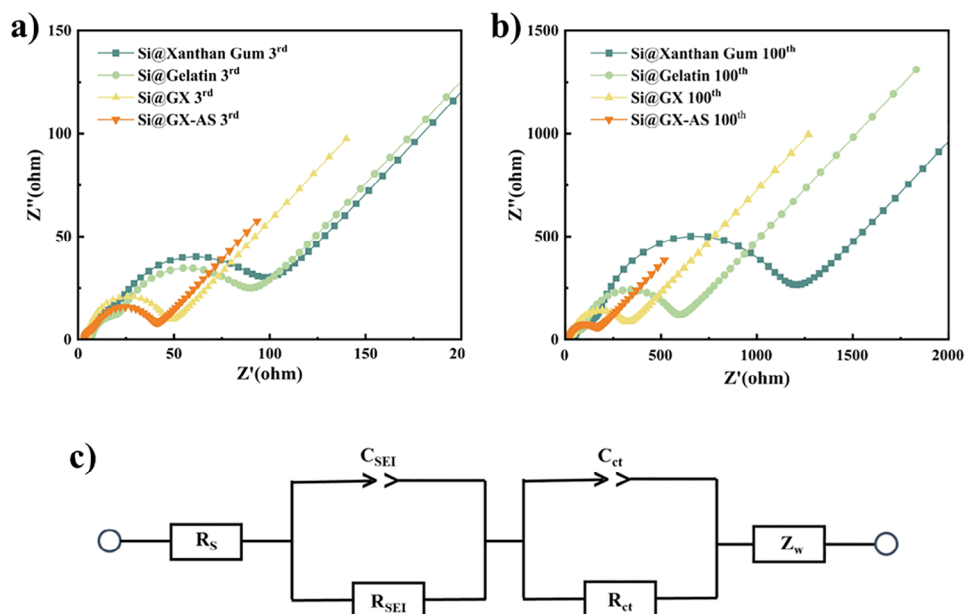 a)
150
100
50
0
Z''(ohm)
Si@Xanthan Gum 3rd
Si@Gelatin 3rd
Si@GX 3rd
Si@GX-AS 3rd
0 50 100 150 20
Z'(ohm)
b)
1500
1000
500
0
Z''(ohm)
Si@Xanthan Gum 100th
Si@Gelatin 100th
Si@GX 100th
Si@GX-AS 100th
0 500 1000 1500 2000
Z'(ohm)
c)
CSEI
Cct
RS
Zw
RSEI
Rct